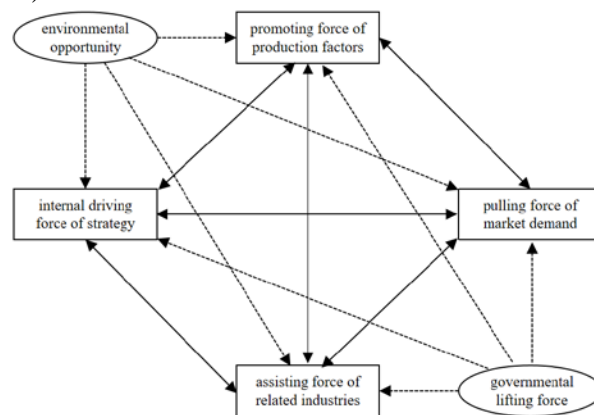 environmental
opportunity
promoting force of
production factors
internal driving
force of strategy
pulling force of
market demand
assisting force of
related industries
governmental
lifting force